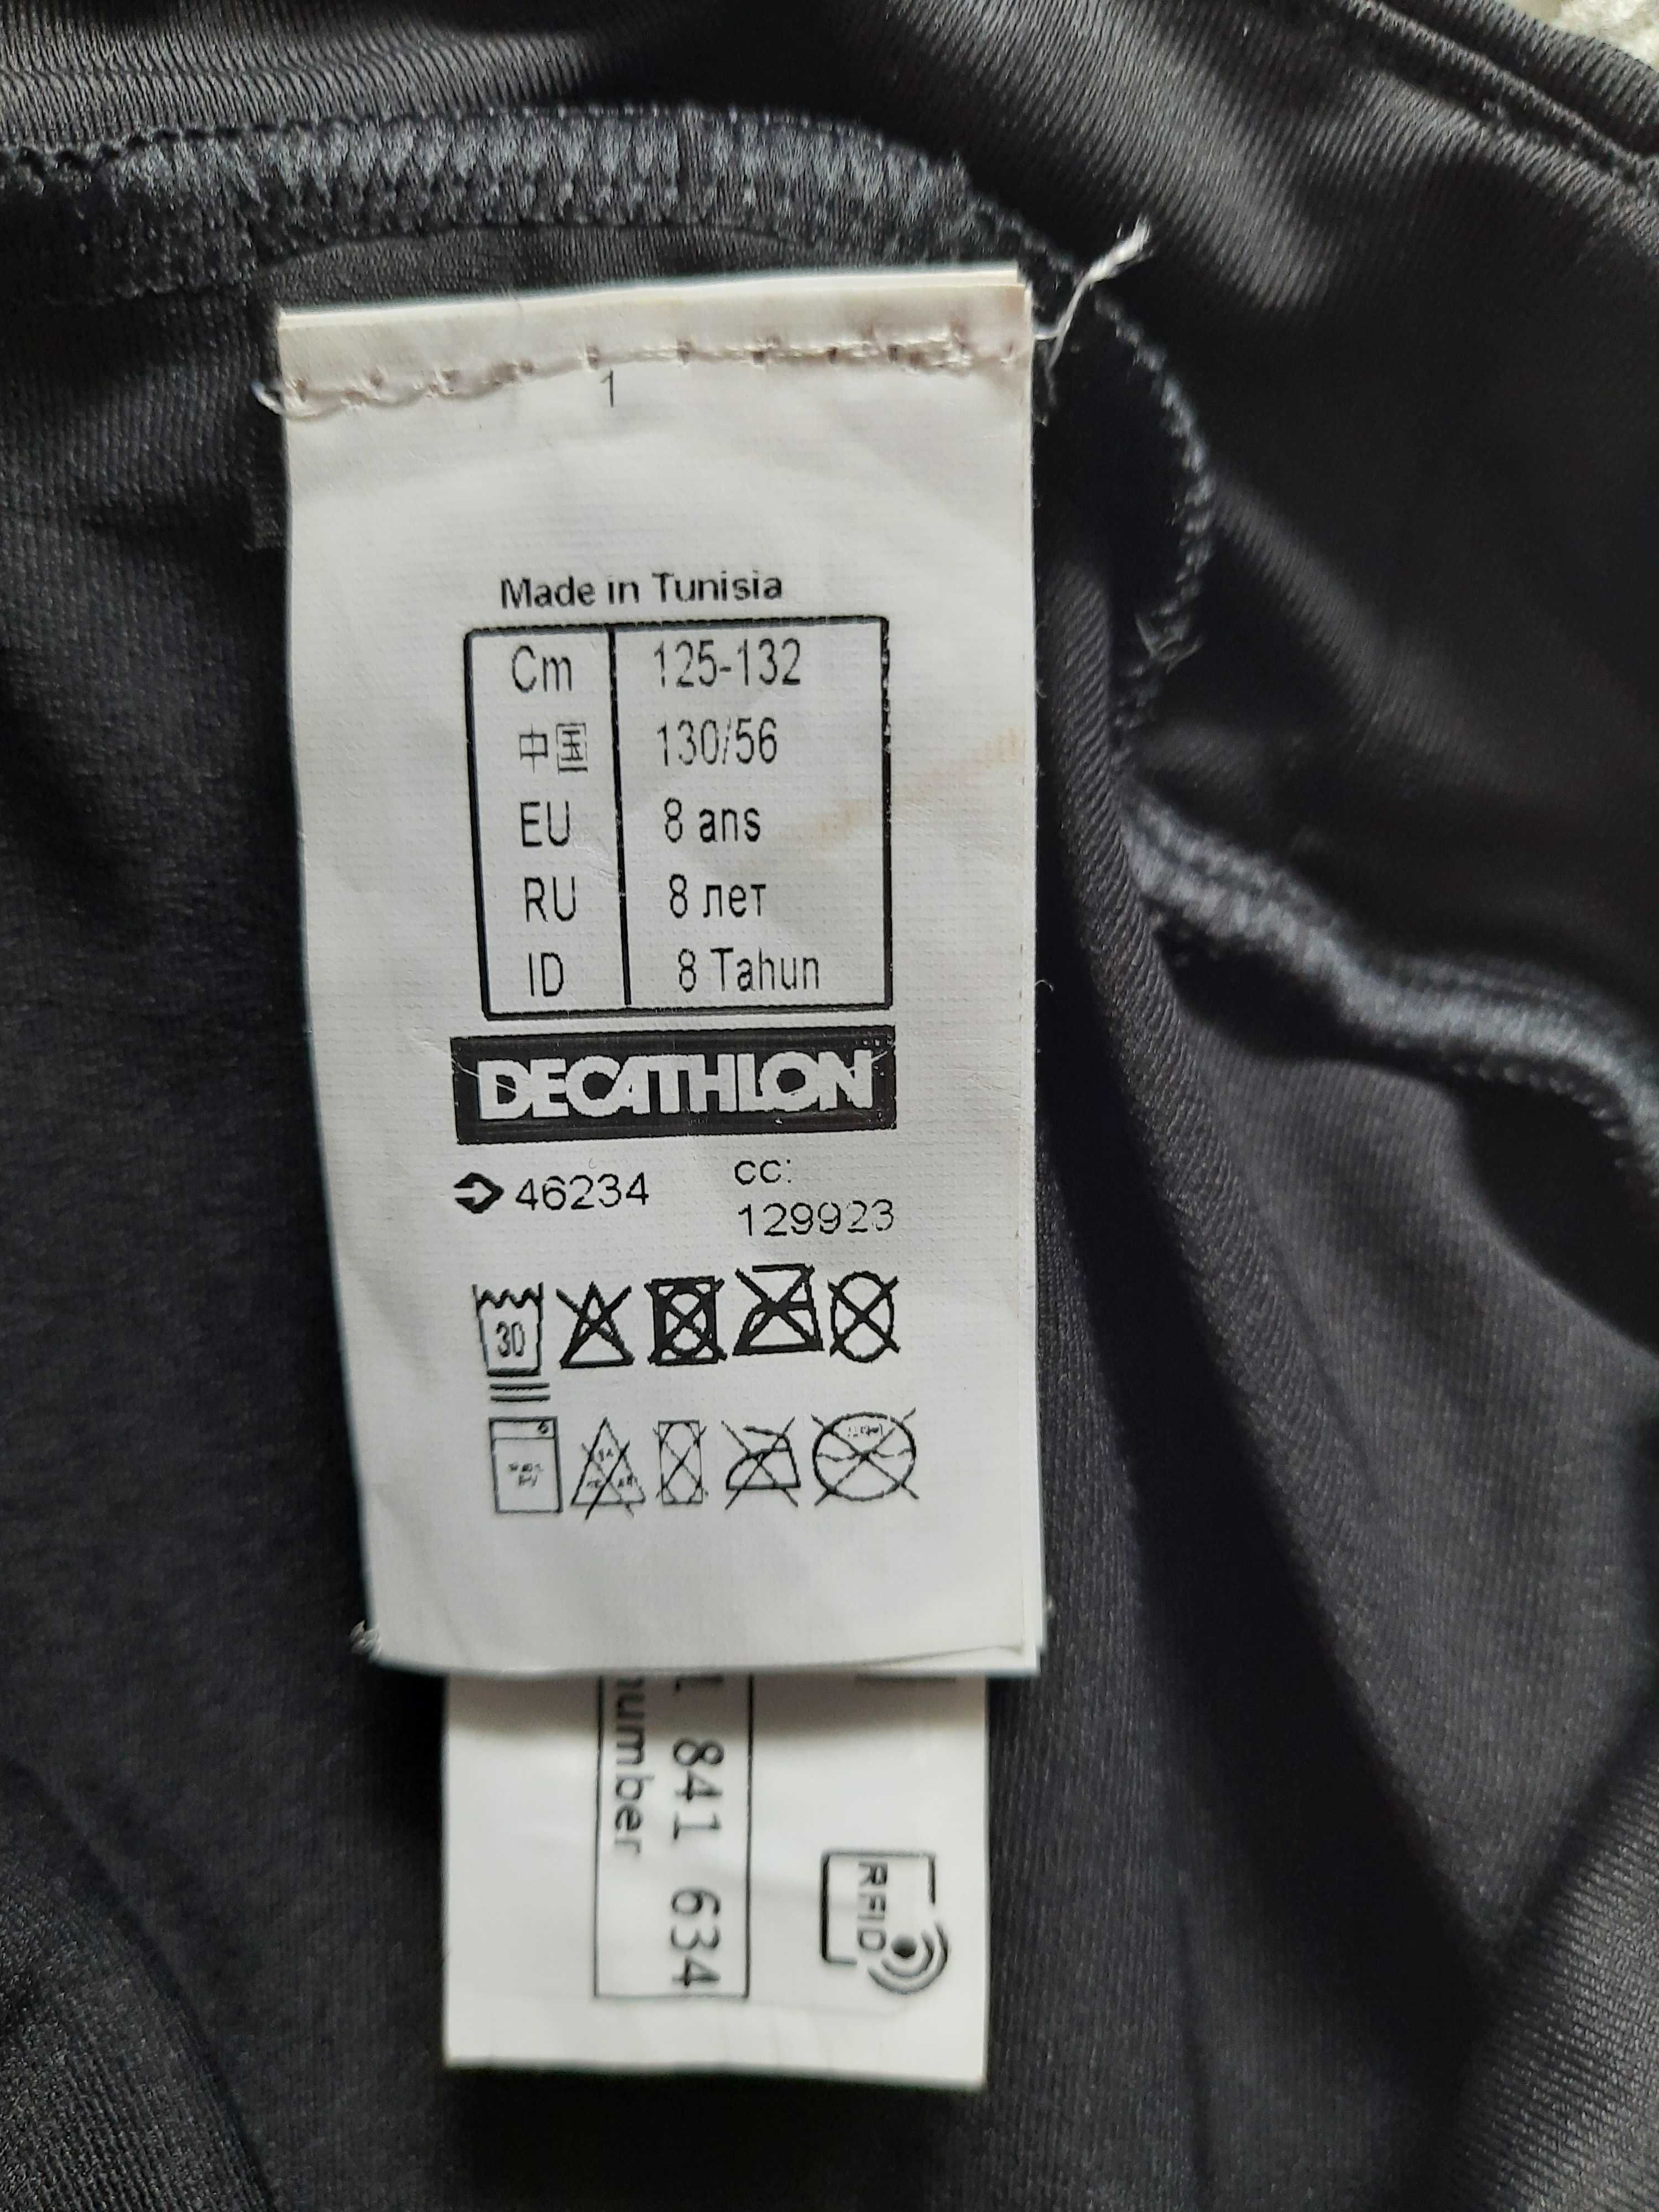 1
Made in Tunisia
Cm 125-132
中国 130/56
EU 8 ans
RU 8 лет
ID 8 Tahun
DECATHLON
46234 cc:
129923
30
841 634
number
RFID